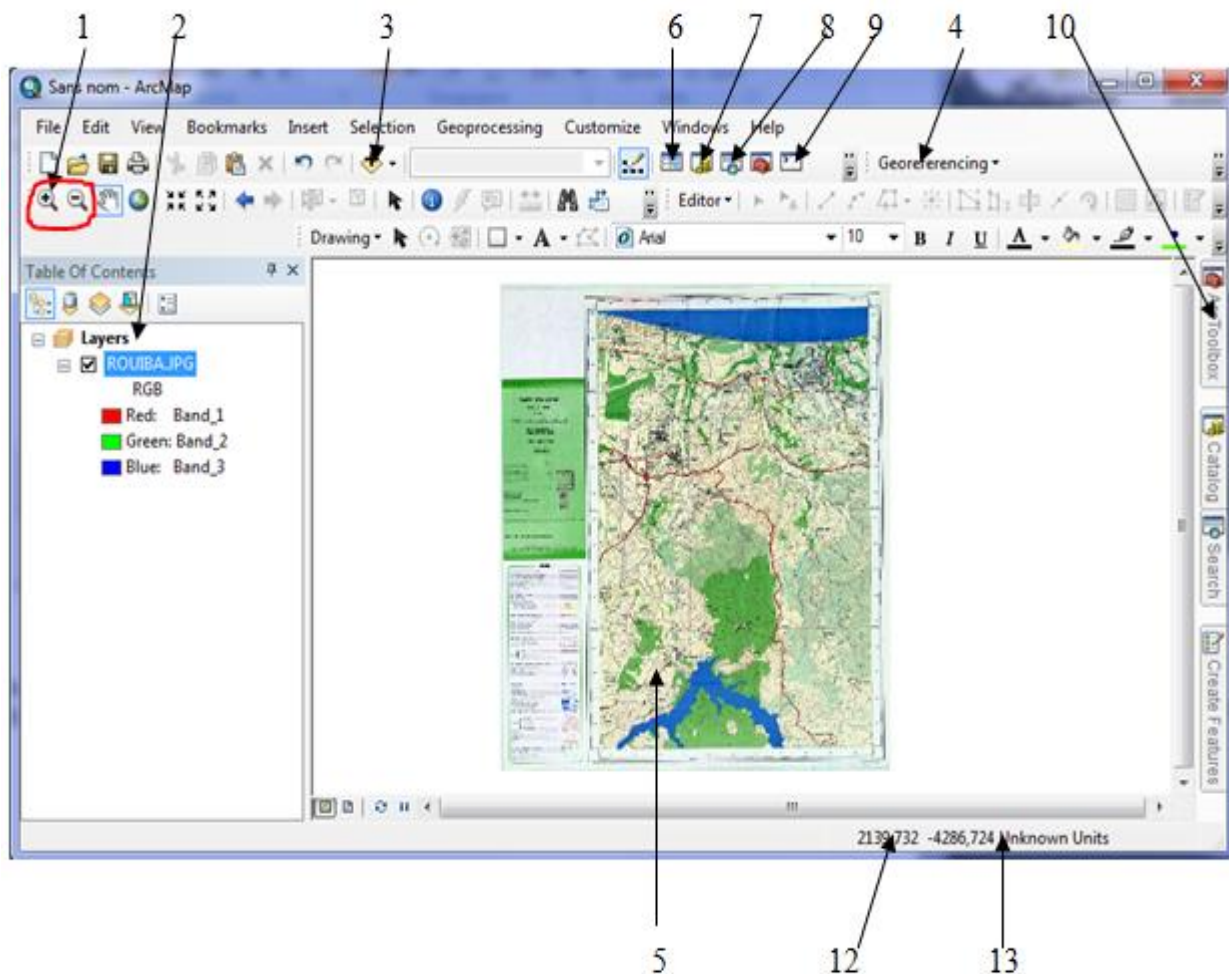 1 2 3 6 7 8 9 4 10
Sans nom - ArcMap
File Edit View Bookmarks Insert Selection Geoprocessing Customize Windows Help
Georeferencing
Editor
Drawing A Arial 10 B I U A
Table Of Contents
Layers
ROUIBA.JPG
RGB
Red: Band_1
Green: Band_2
Blue: Band_3
Toolbox
Catalog
Search
Create Features
2139,732 -4286,724 Unknown Units
5 12 13